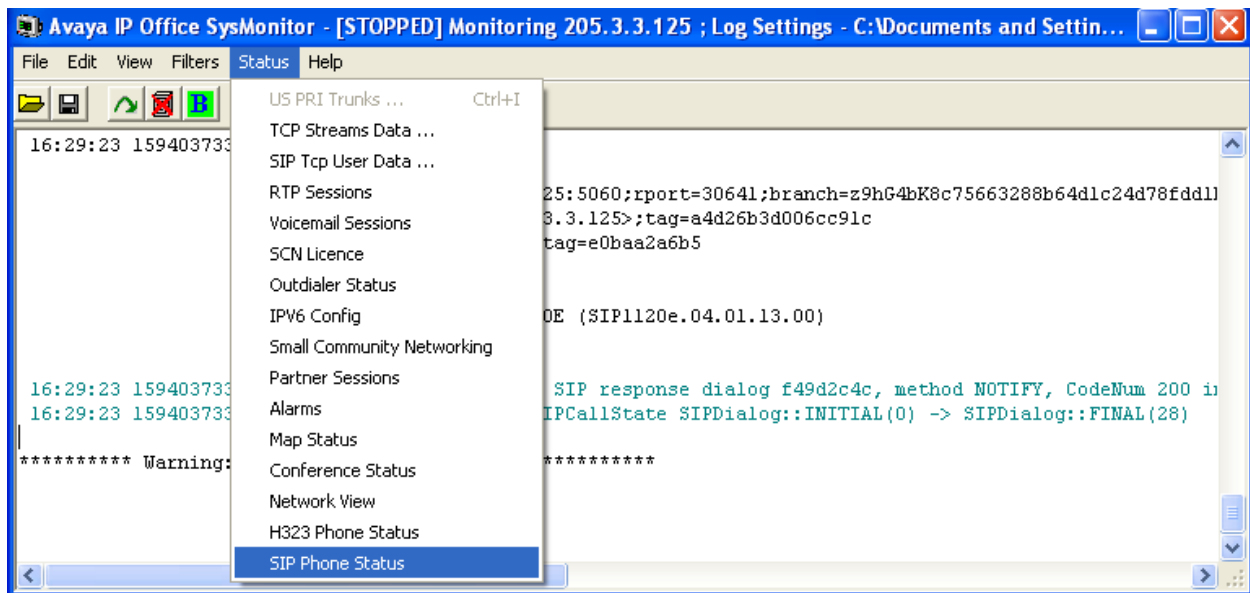 Avaya IP Office SysMonitor - [STOPPED] Monitoring 205.3.3.125 ; Log Settings - C:\Documents and Settin...
File Edit View Filters Status Help
B
US PRI Trunks ... Ctrl+I
TCP Streams Data ...
SIP Tcp User Data ...
RTP Sessions
Voicemail Sessions
SCN Licence
Outdialer Status
IPV6 Config
Small Community Networking
Partner Sessions
Alarms
Map Status
Conference Status
Network View
H323 Phone Status
SIP Phone Status
16:29:23 159403733
25:5060;rport=30641;branch=z9hG4bK8c75663288b64d1c24d78fdd1
3.3.125>;tag=a4d26b3d006cc91c
tag=e0baa2a6b5
0E (SIP1120e.04.01.13.00)
16:29:23 159403733 SIP response dialog f49d2c4c, method NOTIFY, CodeNum 200 i
16:29:23 159403733 IPCallState SIPDialog::INITIAL(0) -> SIPDialog::FINAL(28)
********** Warning: **********